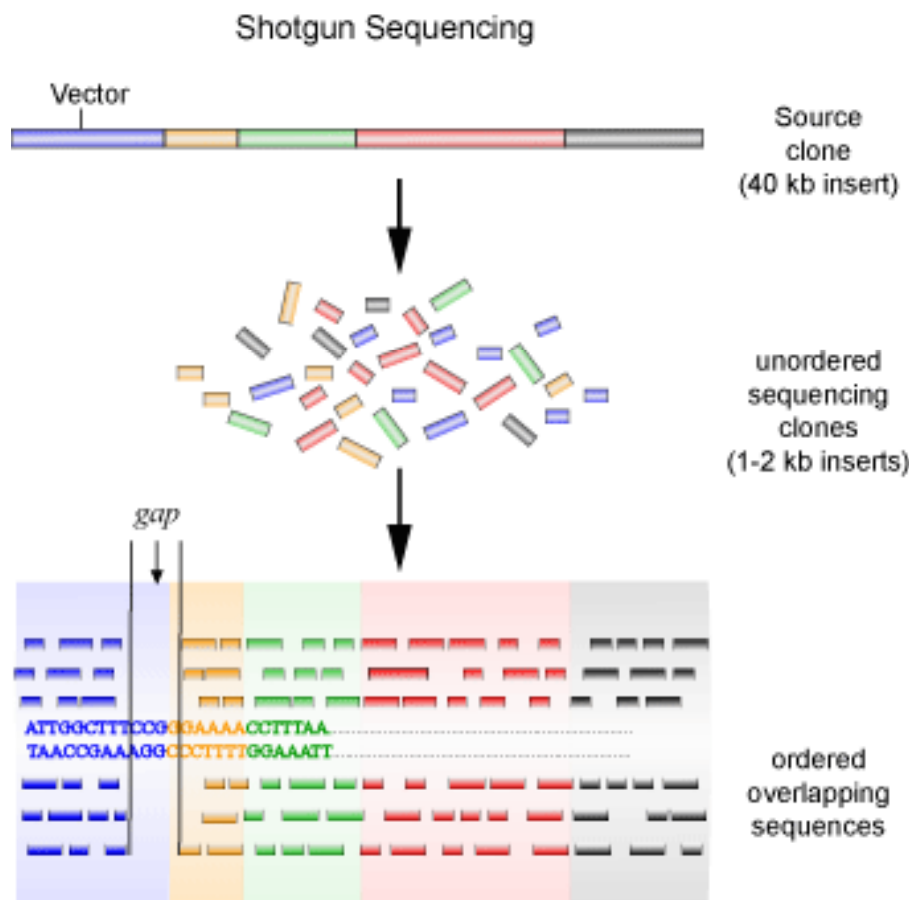 Shotgun Sequencing
Vector
Source
clone
(40 kb insert)
unordered
sequencing
clones
(1-2 kb inserts)
gap
ATTGGCTTTCCGGGAAAACCTTTAA
TAACCGAAAGGCCCTTTTGGAAATT
ordered
overlapping
sequences